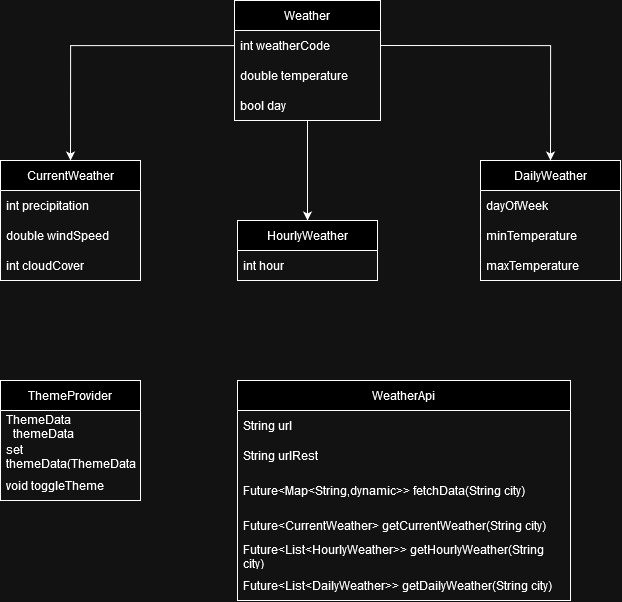 Weather
int weatherCode
double temperature
bool day
CurrentWeather
int precipitation
double windSpeed
int cloudCover
HourlyWeather
int hour
DailyWeather
dayOfWeek
minTemperature
maxTemperature
ThemeProvider
ThemeData
themeData
set
themeData(ThemeData
void toggleTheme
WeatherApi
String url
String urlRest
Future<Map<String,dynamic>> fetchData(String city)
Future<CurrentWeather> getCurrentWeather(String city)
Future<List<HourlyWeather>> getHourlyWeather(String
city)
Future<List<DailyWeather>> getDailyWeather(String city)